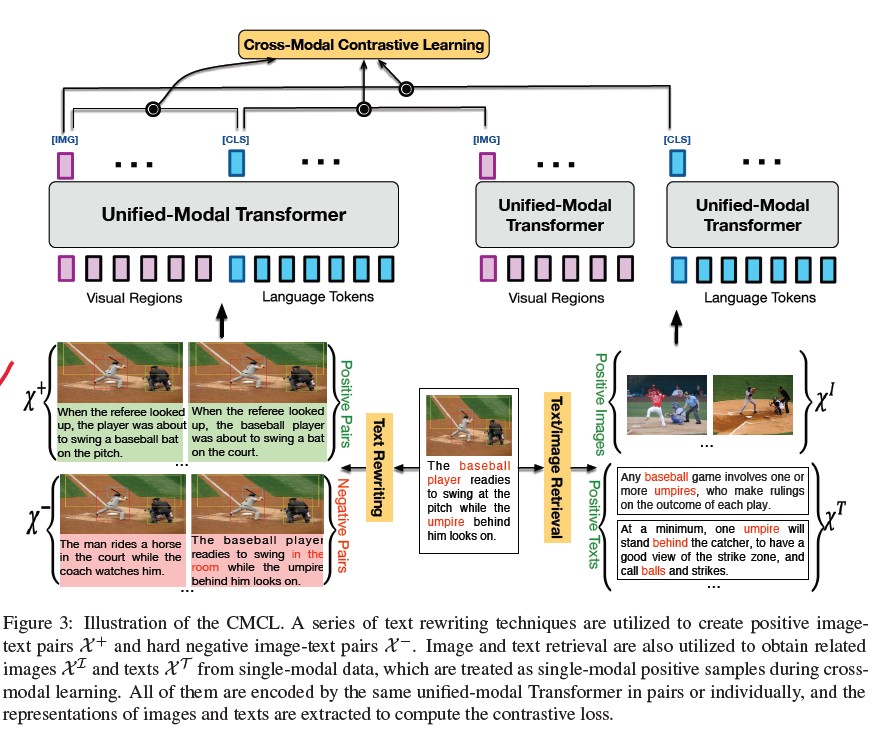 Cross-Modal Contrastive Learning
[IMG]
[CLS]
[IMG]
[CLS]
Unified-Modal Transformer
Unified-Modal
Transformer
Unified-Modal
Transformer
Visual Regions
Language Tokens
Visual Regions
Language Tokens
χ+
When the referee looked
up, the player was about
to swing a baseball bat
on the pitch.
When the referee looked
up, the baseball player
was about to swing a bat
on the court.
...
Positive Pairs
χ-
The man rides a horse
in the court while the
coach watches him.
The baseball player
readies to swing in the
room while the umpire
behind him looks on.
...
Negative Pairs
Text Rewriting
The baseball
player readies
to swing at the
pitch while the
umpire behind
him looks on.
Text/image Retrieval
Positive Images
...
χI
Positive Texts
Any baseball game involves one or
more umpires, who make rulings
on the outcome of each play.
At a minimum, one umpire will
stand behind the catcher, to have a
good view of the strike zone, and
call balls and strikes.
...
χT
Figure 3: Illustration of the CMCL. A series of text rewriting techniques are utilized to create positive image-
text pairs X+ and hard negative image-text pairs X−. Image and text retrieval are also utilized to obtain related
images XI and texts XT from single-modal data, which are treated as single-modal positive samples during cross-
modal learning. All of them are encoded by the same unified-modal Transformer in pairs or individually, and the
representations of images and texts are extracted to compute the contrastive loss.